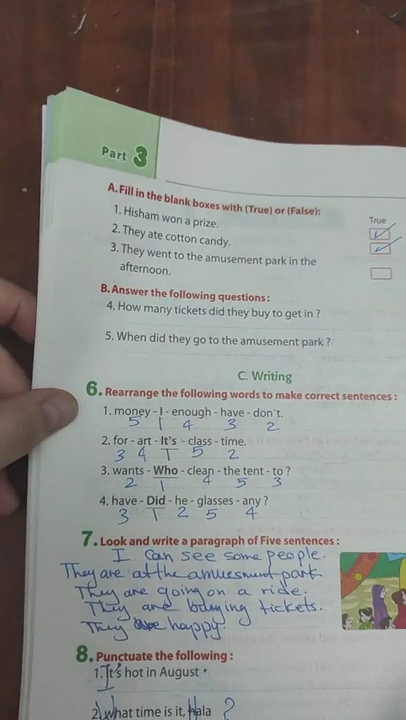 Part 3
A. Fill in the blank boxes with (True) or (False):
True
1. Hisham won a prize.
2. They ate cotton candy.
3. They went to the amusement park in the
afternoon.
B. Answer the following questions:
4. How many tickets did they buy to get in ?
5. When did they go to the amusement park ?
C. Writing
6. Rearrange the following words to make correct sentences :
1. money - I - enough - have - don't.
5 1 4 3 2
2. for - art - It's - class - time.
3 4 1 5 2
3. wants - Who - clean - the tent - to ?
2 1 4 5 3
4. have - Did - he - glasses - any ?
3 1 2 5 4
7. Look and write a paragraph of Five sentences :
I can see some people.
They are at the amuesment park.
They are going on a ride.
They are buying tickets.
They are happy
8. Punctuate the following :
1. It's hot in August .
2. What time is it, Hala ?